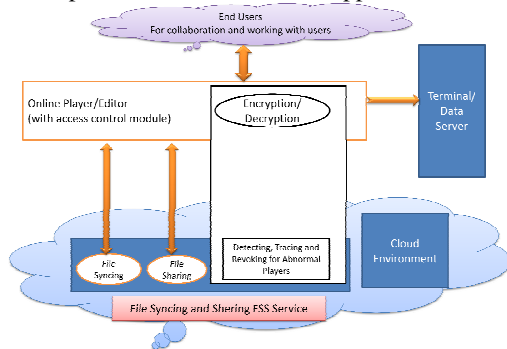 End Users
For collaboration and working with users
Online Player/Editor
(with access control module)
Encryption/
Decryption
Terminal/
Data
Server
File
Syncing
File
Sharing
Detecting, Tracing and
Revoking for Abnormal
Players
Cloud
Environment
File Syncing and Sharing FSS Service